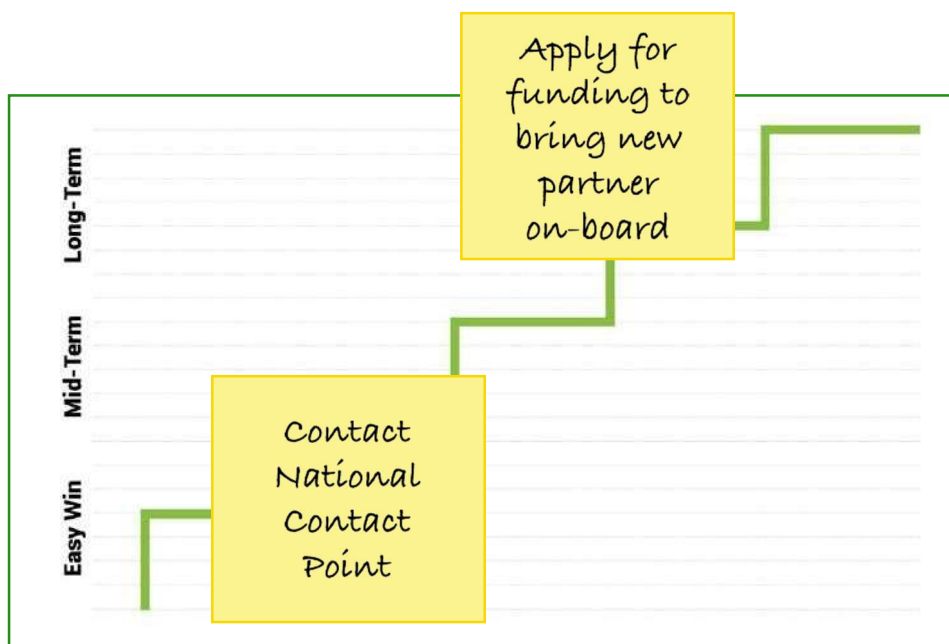 Apply for
funding to
bring new
partner
on-board
Long-Term
Mid-Term
Contact
National
Contact
Point
Easy Win